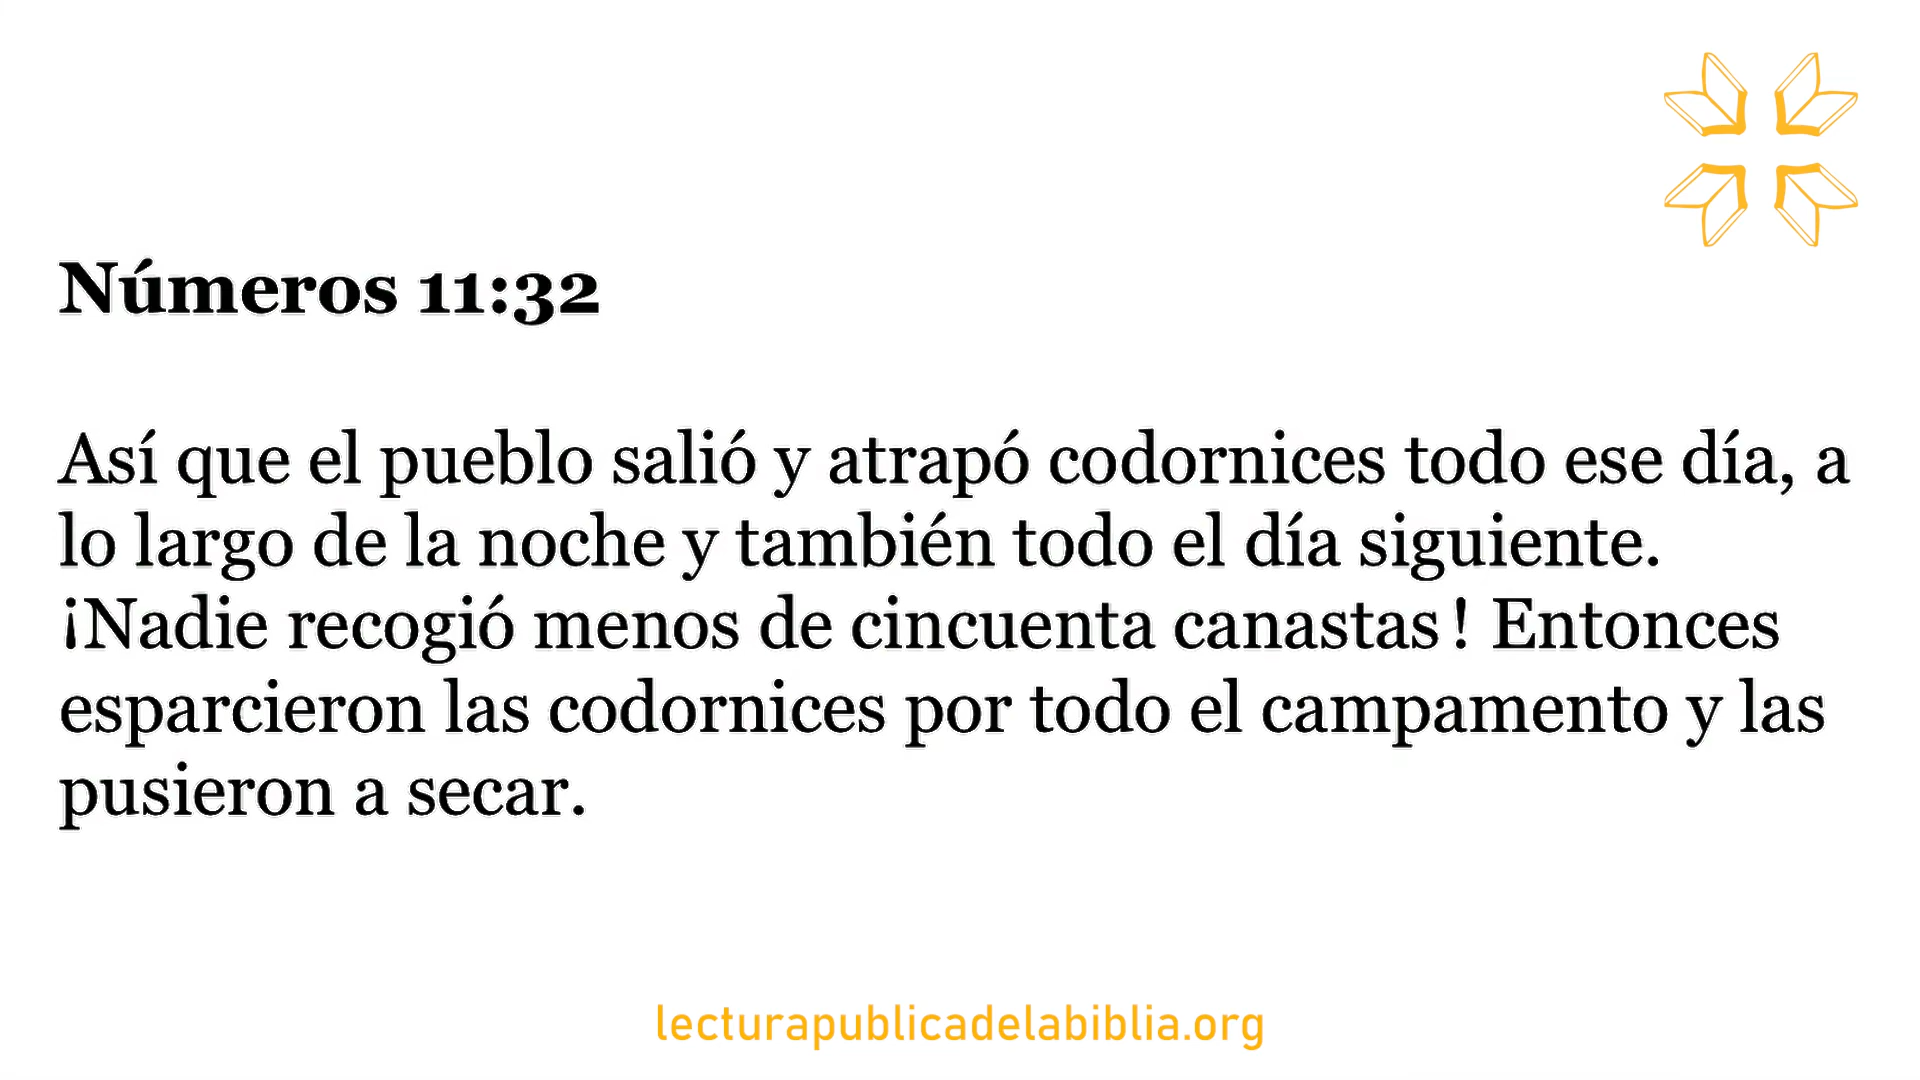 Números 11:32
Así que el pueblo salió y atrapó codornices todo ese día, a
lo largo de la noche y también todo el día siguiente.
¡Nadie recogió menos de cincuenta canastas! Entonces
esparcieron las codornices por todo el campamento y las
pusieron a secar.
lecturapublicadelabiblia.org